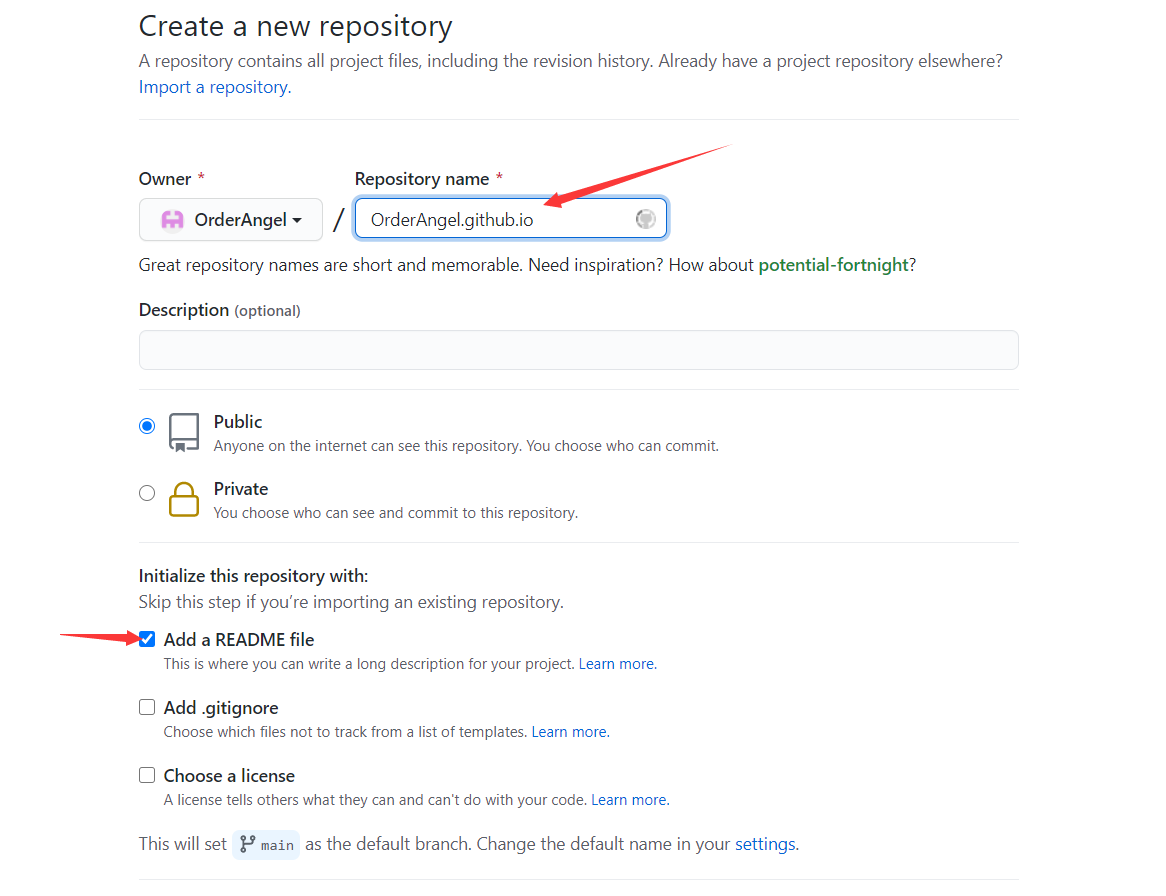 Create a new repository
A repository contains all project files, including the revision history. Already have a project repository elsewhere?
Import a repository.
Owner * Repository name *
OrderAngel / OrderAngel.github.io
Great repository names are short and memorable. Need inspiration? How about potential-fortnight?
Description (optional)
Public
Anyone on the internet can see this repository. You choose who can commit.
Private
You choose who can see and commit to this repository.
Initialize this repository with:
Skip this step if you’re importing an existing repository.
Add a README file
This is where you can write a long description for your project. Learn more.
Add .gitignore
Choose which files not to track from a list of templates. Learn more.
Choose a license
A license tells others what they can and can't do with your code. Learn more.
This will set main as the default branch. Change the default name in your settings.